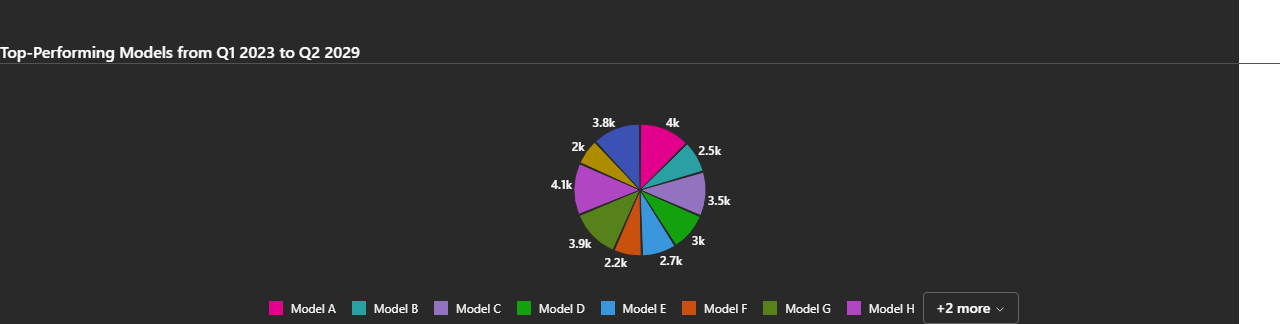 Top-Performing Models from Q1 2023 to Q2 2029
3.8k 4k
2k 2.5k
4.1k 3.5k
3.9k 3k
2.2k 2.7k
Model A Model B Model C Model D Model E Model F Model G Model H +2 more